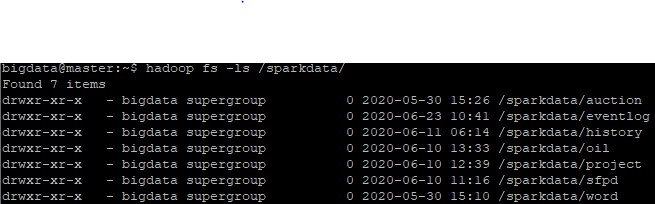 bigdata@master:~$ hadoop fs -ls /sparkdata/
Found 7 items
drwxr-xr-x   - bigdata supergroup          0 2020-05-30 15:26 /sparkdata/auction
drwxr-xr-x   - bigdata supergroup          0 2020-06-23 10:41 /sparkdata/eventlog
drwxr-xr-x   - bigdata supergroup          0 2020-06-11 06:14 /sparkdata/history
drwxr-xr-x   - bigdata supergroup          0 2020-06-10 13:33 /sparkdata/oil
drwxr-xr-x   - bigdata supergroup          0 2020-06-10 12:39 /sparkdata/project
drwxr-xr-x   - bigdata supergroup          0 2020-06-10 11:16 /sparkdata/sfpd
drwxr-xr-x   - bigdata supergroup          0 2020-05-30 15:10 /sparkdata/word